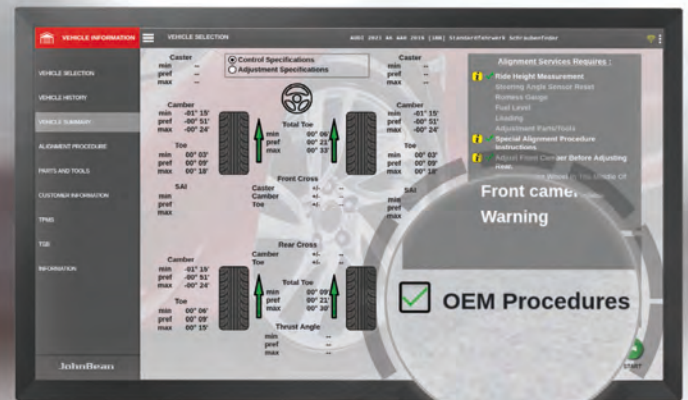 VEHICLE INFORMATION
VEHICLE SELECTION
VEHICLE SELECTION
VEHICLE HISTORY
VEHICLE SUMMARY
ALIGNMENT PROCEDURE
PARTS AND TOOLS
CUSTOMER INFORMATION
TPMS
TSB
INFORMATION
JohnBean
Control Specifications
Adjustment Specifications
Caster
min --
pref --
max --
Camber
min -01° 15'
pref -00° 51'
max -00° 24'
Toe
min 00° 03'
pref 00° 09'
max 00° 18'
SAI
min
pref
max
Total Toe
min 00° 06'
pref 00° 21'
max 00° 33'
Front Cross
Caster +/- --
Camber +/- --
Toe +/- --
Caster
min --
pref --
max --
Camber
min -01° 15'
pref -00° 51'
max -00° 24'
Toe
min 00° 03'
pref 00° 09'
max 00° 18'
SAI
min
pref
max
Rear Cross
Camber +/- --
Toe +/- --
Camber
min -01° 15'
pref -00° 51'
max -00° 24'
Toe
min 00° 06'
pref 00° 09'
max 00° 15'
Total Toe
min 00° 09'
pref 00° 21'
max 00° 30'
Thrust Angle
min --
pref --
max --
Alignment Services Requires :
Ride Height Measurement
Steering Angle Sensor Reset
Romess Gauge
Fuel Level
Loading
Adjustment Parts/Tools
Special Alignment Procedure
Instructions
Adjust Front Camber Before Adjusting
Rear
Front
Warning
OEM Procedures
START